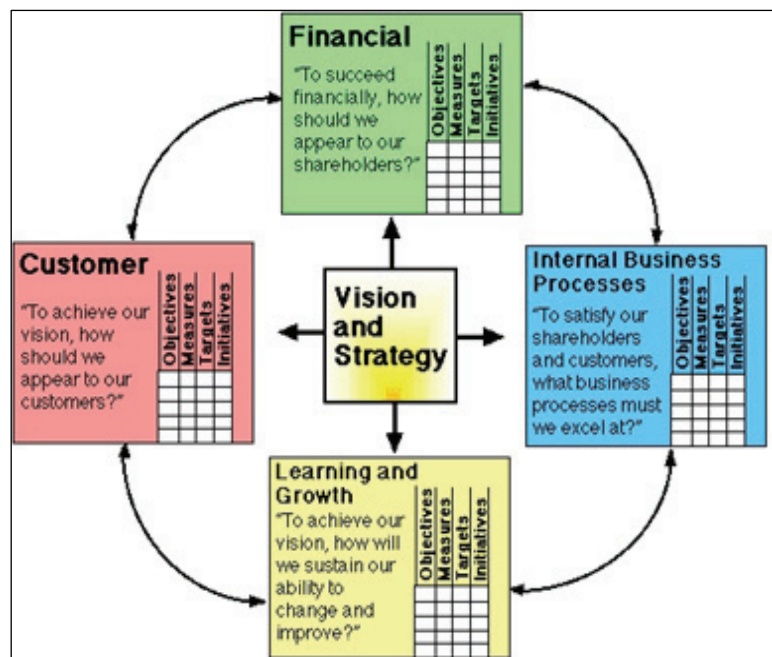 Financial
"To succeed
financially, how
should we
appear to our
shareholders?"
Objectives
Measures
Targets
Initiatives
Customer
"To achieve our
vision, how
should we
appear to our
customers?"
Objectives
Measures
Targets
Initiatives
Vision
and
Strategy
Internal Business
Processes
"To satisfy our
shareholders
and customers,
what business
processes must
we excel at?"
Objectives
Measures
Targets
Initiatives
Learning and
Growth
"To achieve our
vision, how will
we sustain our
ability to
change and
improve?"
Objectives
Measures
Targets
Initiatives